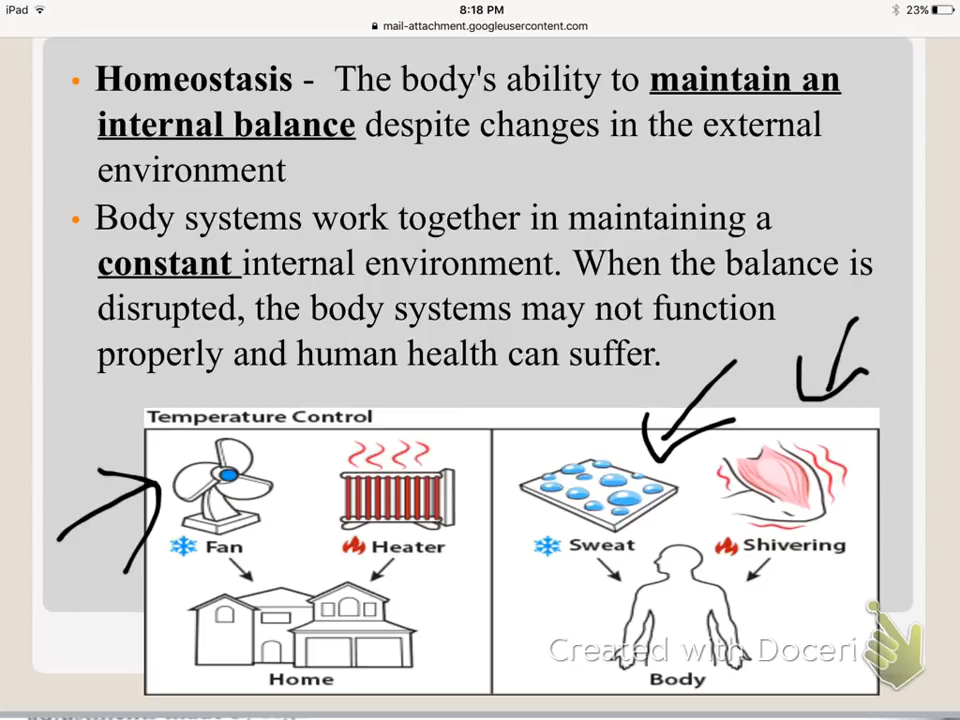 iPad 8:18 PM 23%
mail-attachment.googleusercontent.com
• Homeostasis - The body's ability to maintain an
internal balance despite changes in the external
environment
• Body systems work together in maintaining a
constant internal environment. When the balance is
disrupted, the body systems may not function
properly and human health can suffer.
Temperature Control
Fan Heater Sweat Shivering
Created with Doceri
Home Body